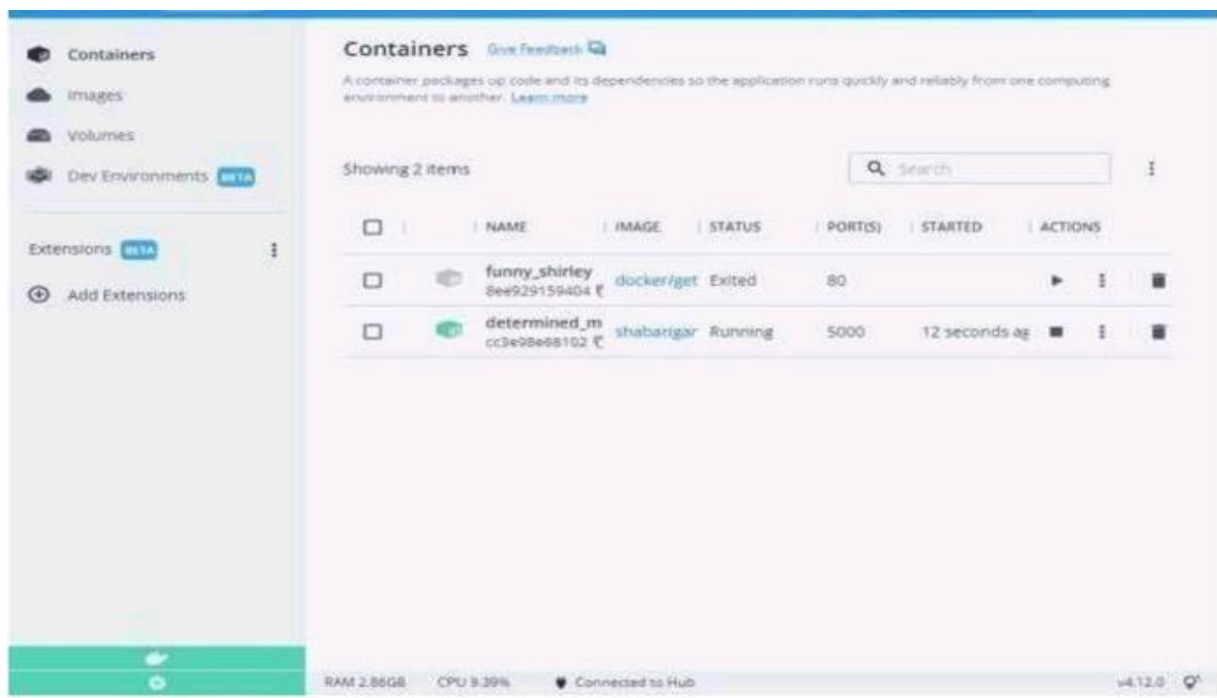 Containers
Images
Volumes
Dev Environments BETA
Extensions BETA
Add Extensions
Containers Give Feedback
A container packages up code and its dependencies so the application runs quickly and reliably from one computing
environment to another. Learn more
Showing 2 items
Search
NAME IMAGE STATUS PORT(S) STARTED ACTIONS
funny_shirley docker/get Exited 80
8ee929159404
determined_m shabarigar Running 5000 12 seconds ag
cc3e98e68102
RAM 2.86GB CPU 9.39% Connected to Hub v4.12.0